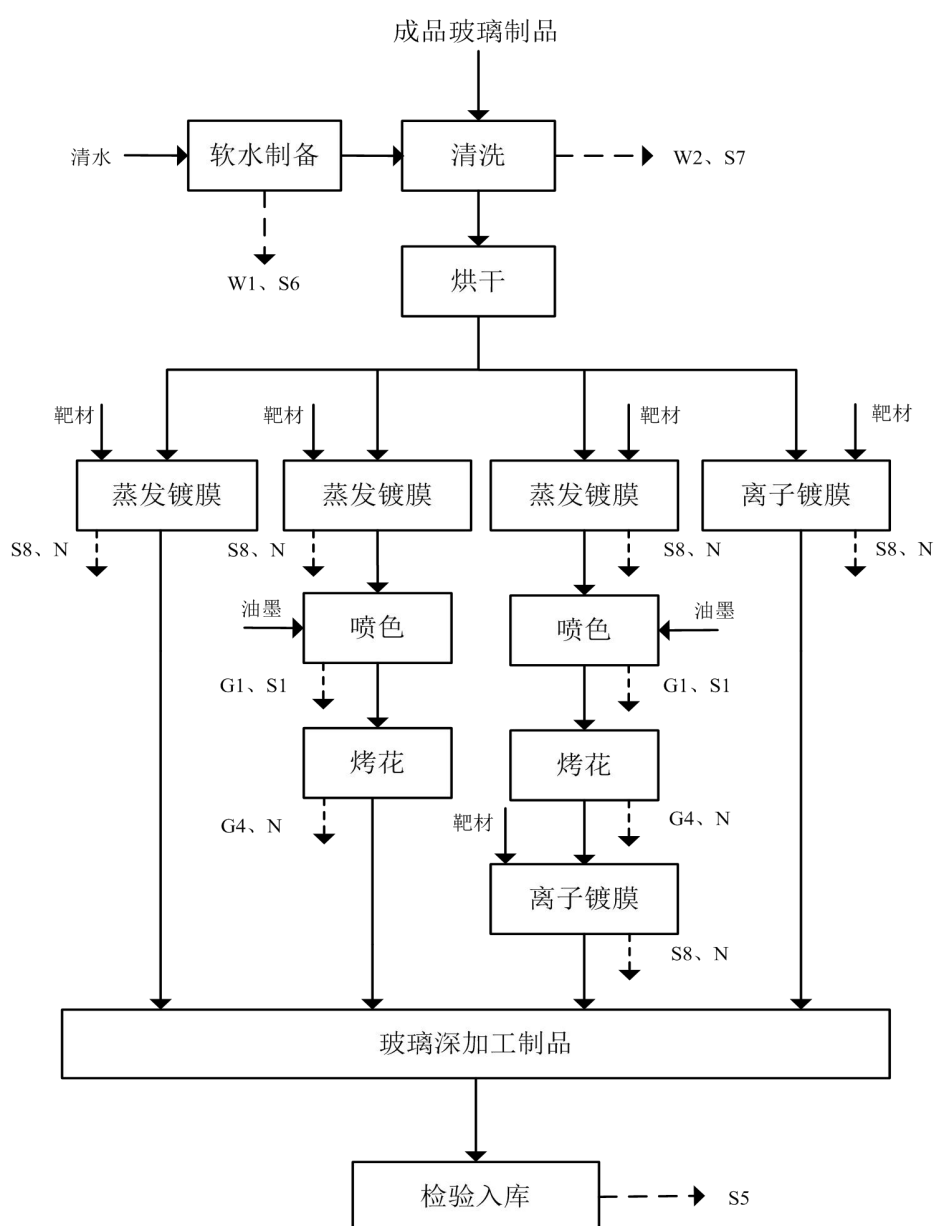 成品玻璃制品
清水
软水制备
清洗
W2、S7
W1、S6
烘干
靶材
靶材
靶材
靶材
蒸发镀膜
蒸发镀膜
蒸发镀膜
离子镀膜
S8、N
S8、N
S8、N
S8、N
油墨
喷色
喷色
油墨
G1、S1
G1、S1
烤花
烤花
G4、N
靶材
G4、N
离子镀膜
S8、N
玻璃深加工制品
检验入库
S5